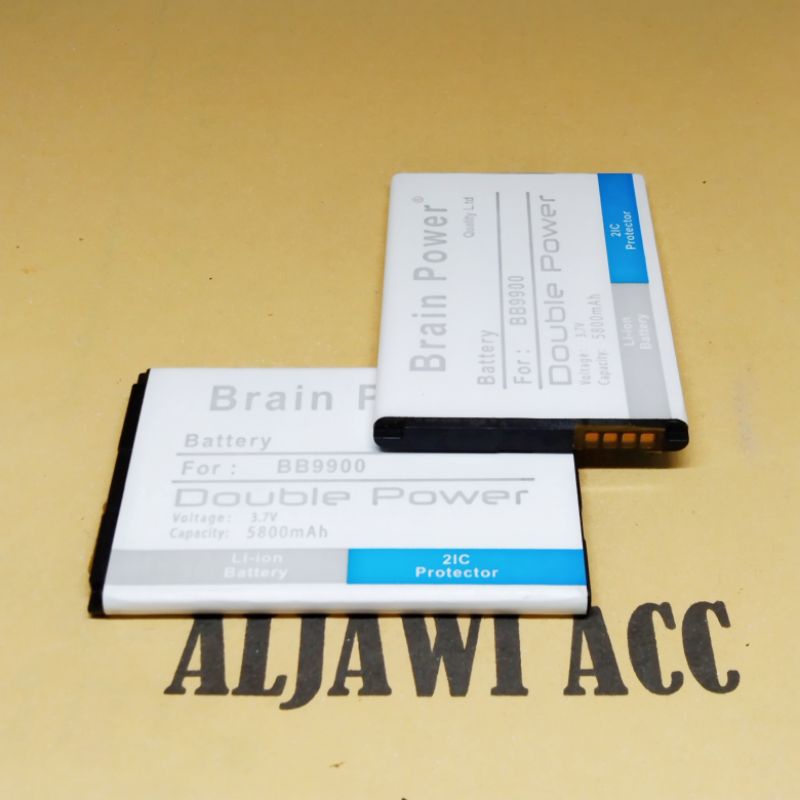 Brain Power®
Quality Ltd
Battery
For : BB9900
Double Power
Voltage: 3.7V
Capacity: 5800mAh
Li-ion
Battery
2IC
Protector
Brain P
Battery
For : BB9900
Double Power
Voltage: 3.7V
Capacity: 5800mAh
Li-ion
Battery
2IC
Protector
ALJAWI ACC